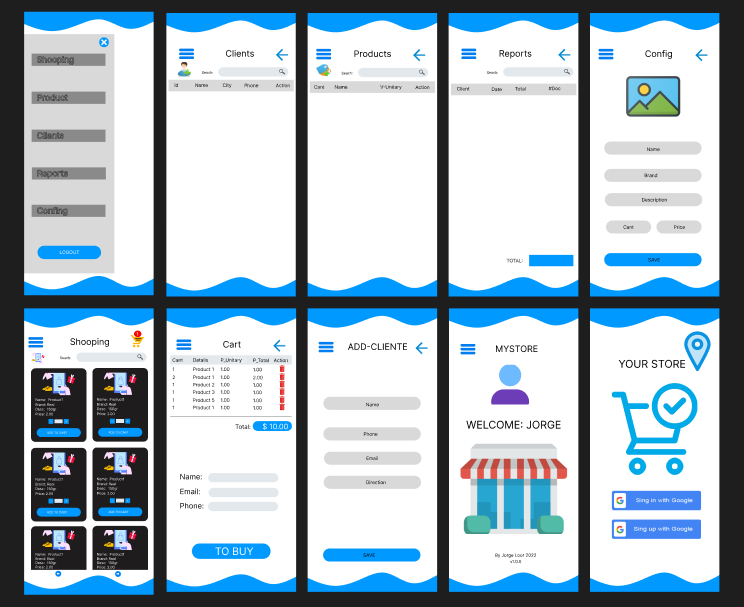 Shooping
Product
Clients
Reports
Confing
LOGOUT
Clients
Search:
Id Name City Phone Action
Products
Search:
Cant Name V-Unitary Action
Reports
Search:
Client Date Total #Doc
TOTAL:
Config
Name
Brand
Description
Cant Price
SAVE
Shooping
1
Search:
Name: Product1
Brand: Real
Desc: 150gr
Price: 2.00
ADD TO CART
Name: Product1
Brand: Real
Desc: 150gr
Price: 2.00
ADD TO CART
Name: Product1
Brand: Real
Desc: 150gr
Price: 2.00
ADD TO CART
Name: Product1
Brand: Real
Desc: 150gr
Price: 2.00
ADD TO CART
Name: Product1
Brand: Real
Desc: 150gr
Price: 2.00
Name: Product1
Brand: Real
Desc: 150gr
Price: 2.00
Cart
Cant Details P_Unitary P_Total Action
1 Product 1 1.00 1.00
2 Product 1 1.00 2.00
1 Product 2 1.00 1.00
1 Product 3 1.00 1.00
1 Product 5 1.00 1.00
1 Product 6 1.00 1.00
Total: $ 10.00
Name:
Email:
Phone:
TO BUY
ADD-CLIENTE
Name
Phone
Email
Direction
SAVE
MYSTORE
WELCOME: JORGE
By Jorge Loor 2022
v1.0.0
YOUR STORE
G Sing in with Google
G Sing up with Google